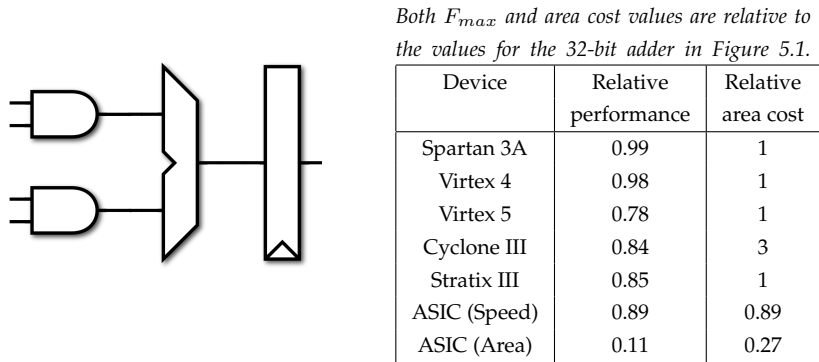 Both Fmax and area cost values are relative to
the values for the 32-bit adder in Figure 5.1.
Device Relative Relative
performance area cost
Spartan 3A 0.99 1
Virtex 4 0.98 1
Virtex 5 0.78 1
Cyclone III 0.84 3
Stratix III 0.85 1
ASIC (Speed) 0.89 0.89
ASIC (Area) 0.11 0.27